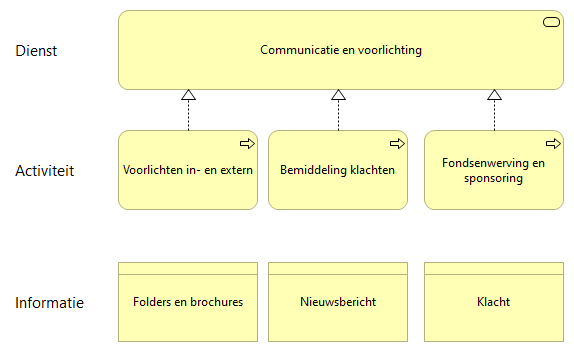 Dienst
Communicatie en voorlichting
Activiteit
Voorlichten in- en extern
Bemiddeling klachten
Fondsenwerving en
sponsoring
Informatie
Folders en brochures
Nieuwsbericht
Klacht